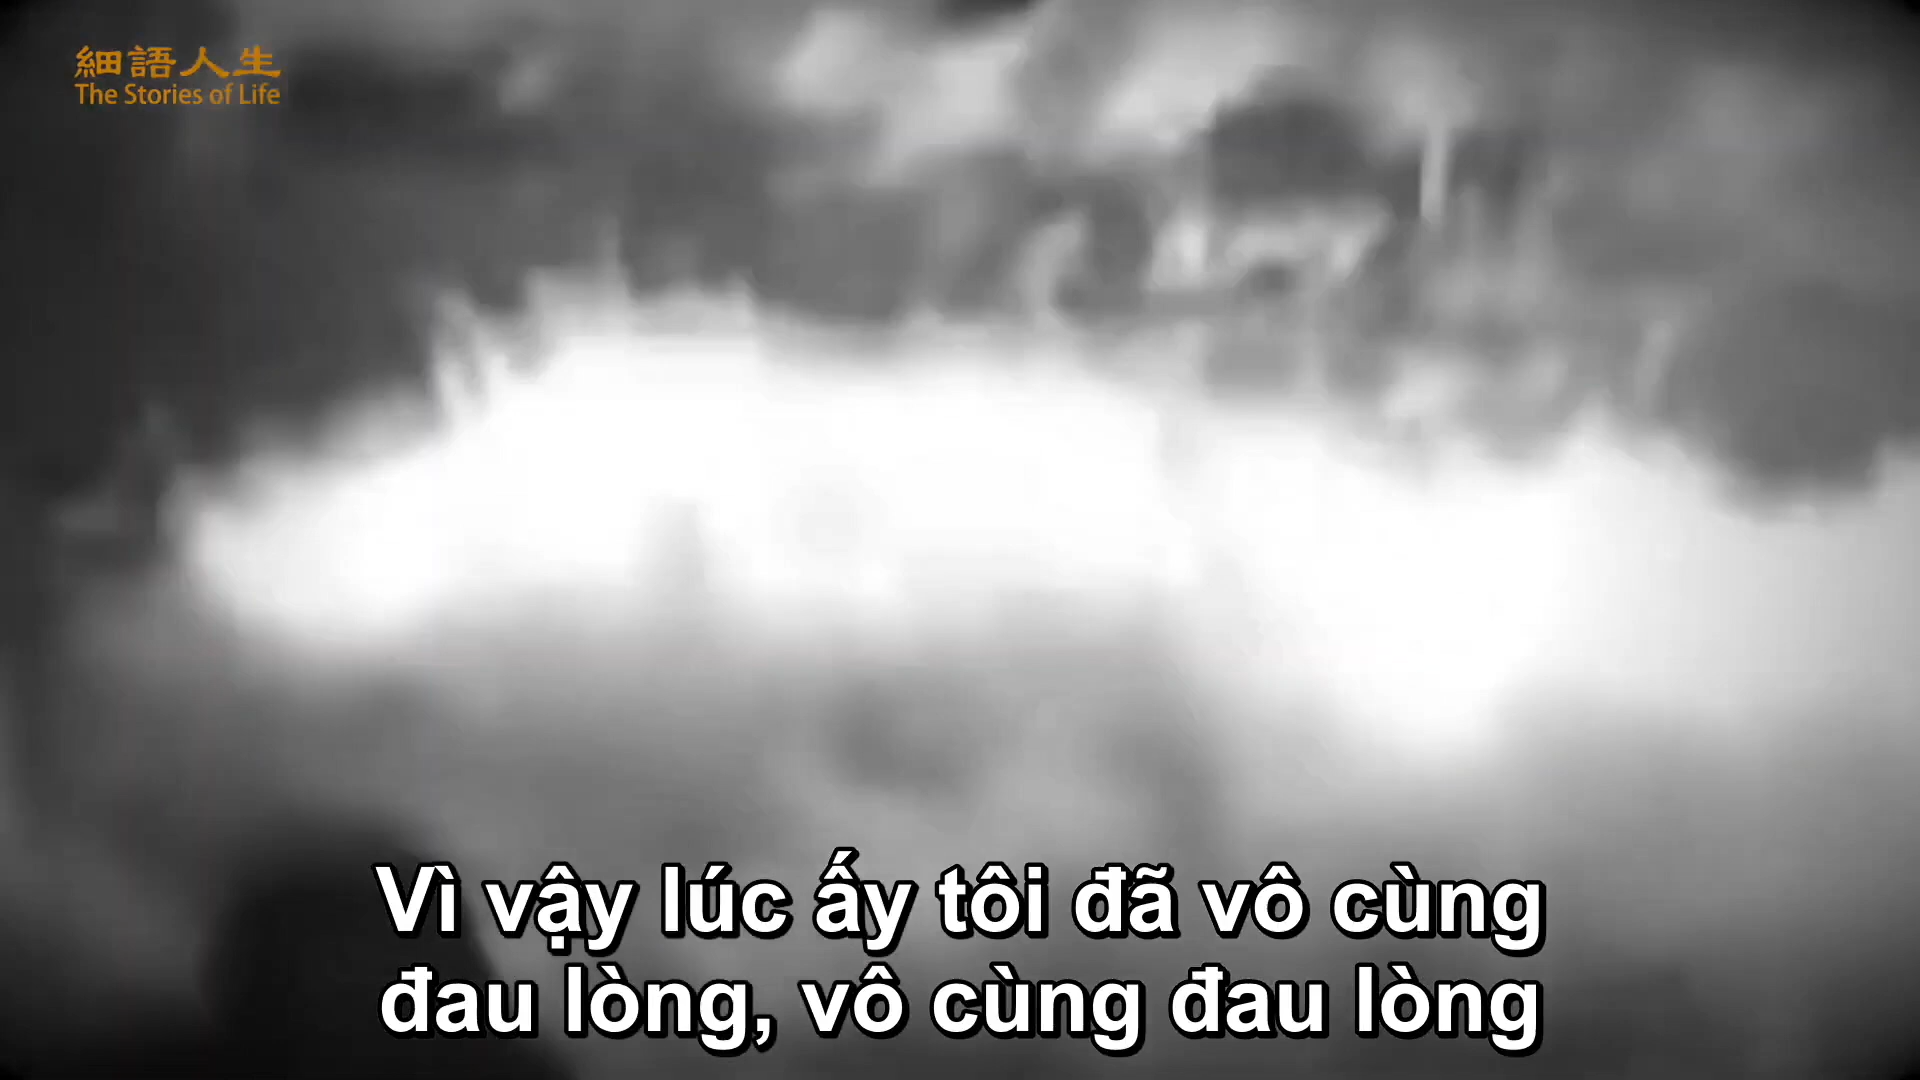 細語人生
The Stories of Life
Vì vậy lúc ấy tôi đã vô cùng
đau lòng, vô cùng đau lòng